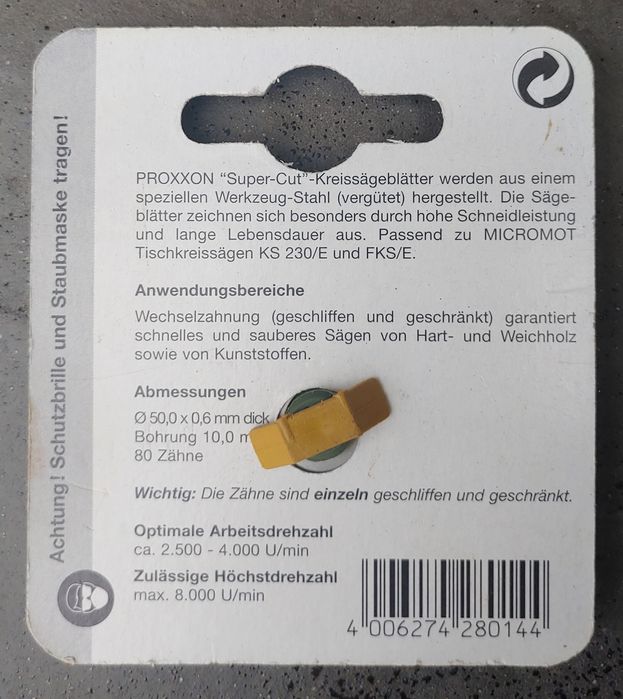 Achtung! Schutzbrille und Staubmaske tragen!
PROXXON “Super-Cut”-Kreissägeblätter werden aus einem
speziellen Werkzeug-Stahl (vergütet) hergestellt. Die Säge-
blätter zeichnen sich besonders durch hohe Schneidleistung
und lange Lebensdauer aus. Passend zu MICROMOT
Tischkreissägen KS 230/E und FKS/E.
Anwendungsbereiche
Wechselzahnung (geschliffen und geschränkt) garantiert
schnelles und sauberes Sägen von Hart- und Weichholz
sowie von Kunststoffen.
Abmessungen
Ø 50,0 x 0,6 mm dick
Bohrung 10,0
80 Zähne
Wichtig: Die Zähne sind einzeln geschliffen und geschränkt.
Optimale Arbeitsdrehzahl
ca. 2.500 - 4.000 U/min
Zulässige Höchstdrehzahl
max. 8.000 U/min
4 006274 280144